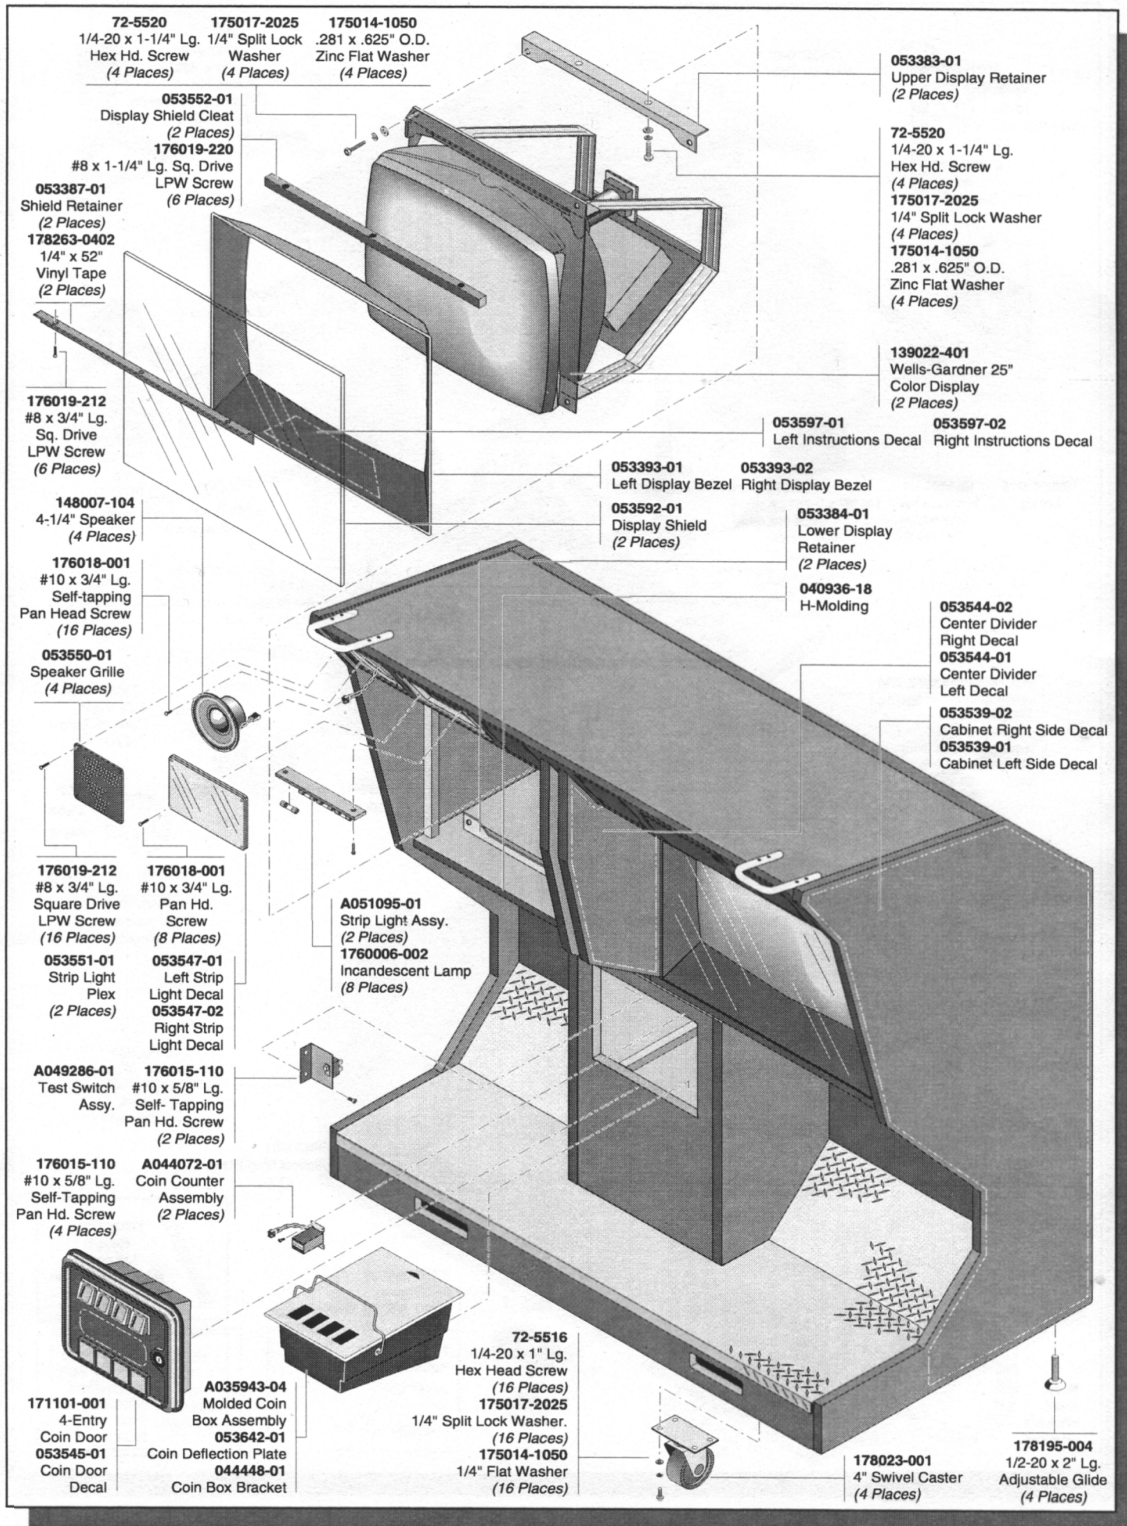 72-5520
1/4-20 x 1-1/4" Lg.
Hex Hd. Screw
(4 Places)
175017-2025
1/4" Split Lock
Washer
(4 Places)
175014-1050
.281 x .625" O.D.
Zinc Flat Washer
(4 Places)
053552-01
Display Shield Cleat
(2 Places)
176019-220
#8 x 1-1/4" Lg. Sq. Drive
LPW Screw
(6 Places)
053387-01
Shield Retainer
(2 Places)
178263-0402
1/4" x 52"
Vinyl Tape
(2 Places)
176019-212
#8 x 3/4" Lg.
Sq. Drive
LPW Screw
(6 Places)
148007-104
4-1/4" Speaker
(4 Places)
176018-001
#10 x 3/4" Lg.
Self-tapping
Pan Head Screw
(16 Places)
053550-01
Speaker Grille
(4 Places)
053383-01
Upper Display Retainer
(2 Places)
72-5520
1/4-20 x 1-1/4" Lg.
Hex Hd. Screw
(4 Places)
175017-2025
1/4" Split Lock Washer
(4 Places)
175014-1050
.281 x .625" O.D.
Zinc Flat Washer
(4 Places)
139022-401
Wells-Gardner 25"
Color Display
(2 Places)
053597-01
Left Instructions Decal
053597-02
Right Instructions Decal
053393-01
Left Display Bezel
053393-02
Right Display Bezel
053592-01
Display Shield
(2 Places)
053384-01
Lower Display
Retainer
(2 Places)
040936-18
H-Molding
053544-02
Center Divider
Right Decal
053544-01
Center Divider
Left Decal
053539-02
Cabinet Right Side Decal
053539-01
Cabinet Left Side Decal
176019-212
#8 x 3/4" Lg.
Square Drive
LPW Screw
(16 Places)
176018-001
#10 x 3/4" Lg.
Pan Hd.
Screw
(8 Places)
053551-01
Strip Light
Plex
(2 Places)
053547-01
Left Strip
Light Decal
053547-02
Right Strip
Light Decal
A051095-01
Strip Light Assy.
(2 Places)
1760006-002
Incandescent Lamp
(8 Places)
A049286-01
Test Switch
Assy.
176015-110
#10 x 5/8" Lg.
Self- Tapping
Pan Hd. Screw
(2 Places)
176015-110
#10 x 5/8" Lg.
Self-Tapping
Pan Hd. Screw
(4 Places)
A044072-01
Coin Counter
Assembly
(2 Places)
171101-001
4-Entry
Coin Door
053545-01
Coin Door
Decal
A035943-04
Molded Coin
Box Assembly
053642-01
Coin Deflection Plate
044448-01
Coin Box Bracket
72-5516
1/4-20 x 1" Lg.
Hex Head Screw
(16 Places)
175017-2025
1/4" Split Lock Washer.
(16 Places)
175014-1050
1/4" Flat Washer
(16 Places)
178023-001
4" Swivel Caster
(4 Places)
178195-004
1/2-20 x 2" Lg.
Adjustable Glide
(4 Places)